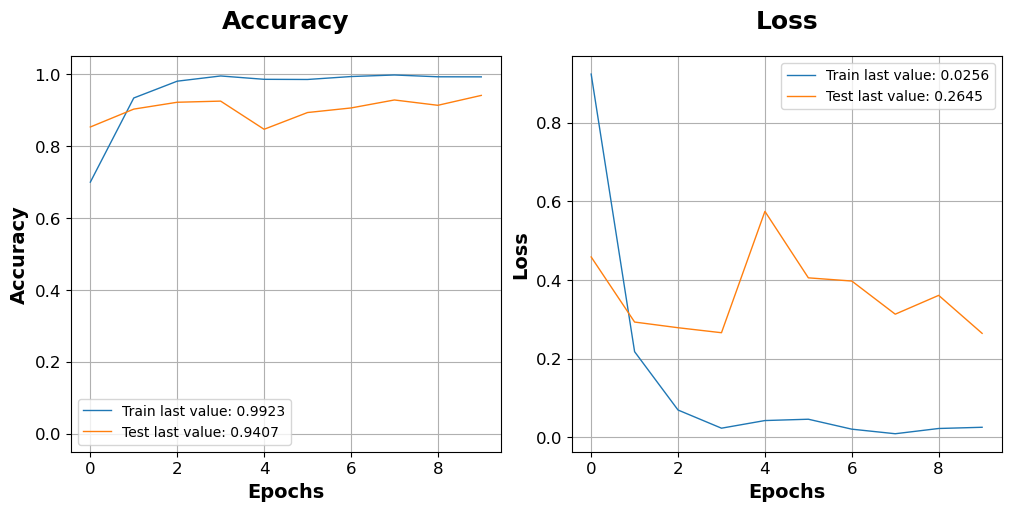 Accuracy
Accuracy
1.0
0.8
0.6
0.4
0.2
0.0
Train last value: 0.9923
Test last value: 0.9407
0 2 4 6 8
Epochs
Loss
Loss
0.8
0.6
0.4
0.2
0.0
Train last value: 0.0256
Test last value: 0.2645
0 2 4 6 8
Epochs